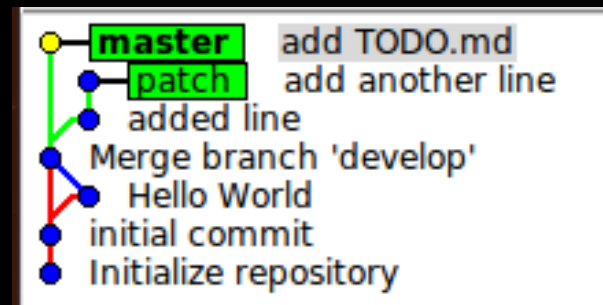 master add TODO.md
patch add another line
added line
Merge branch 'develop'
Hello World
initial commit
Initialize repository